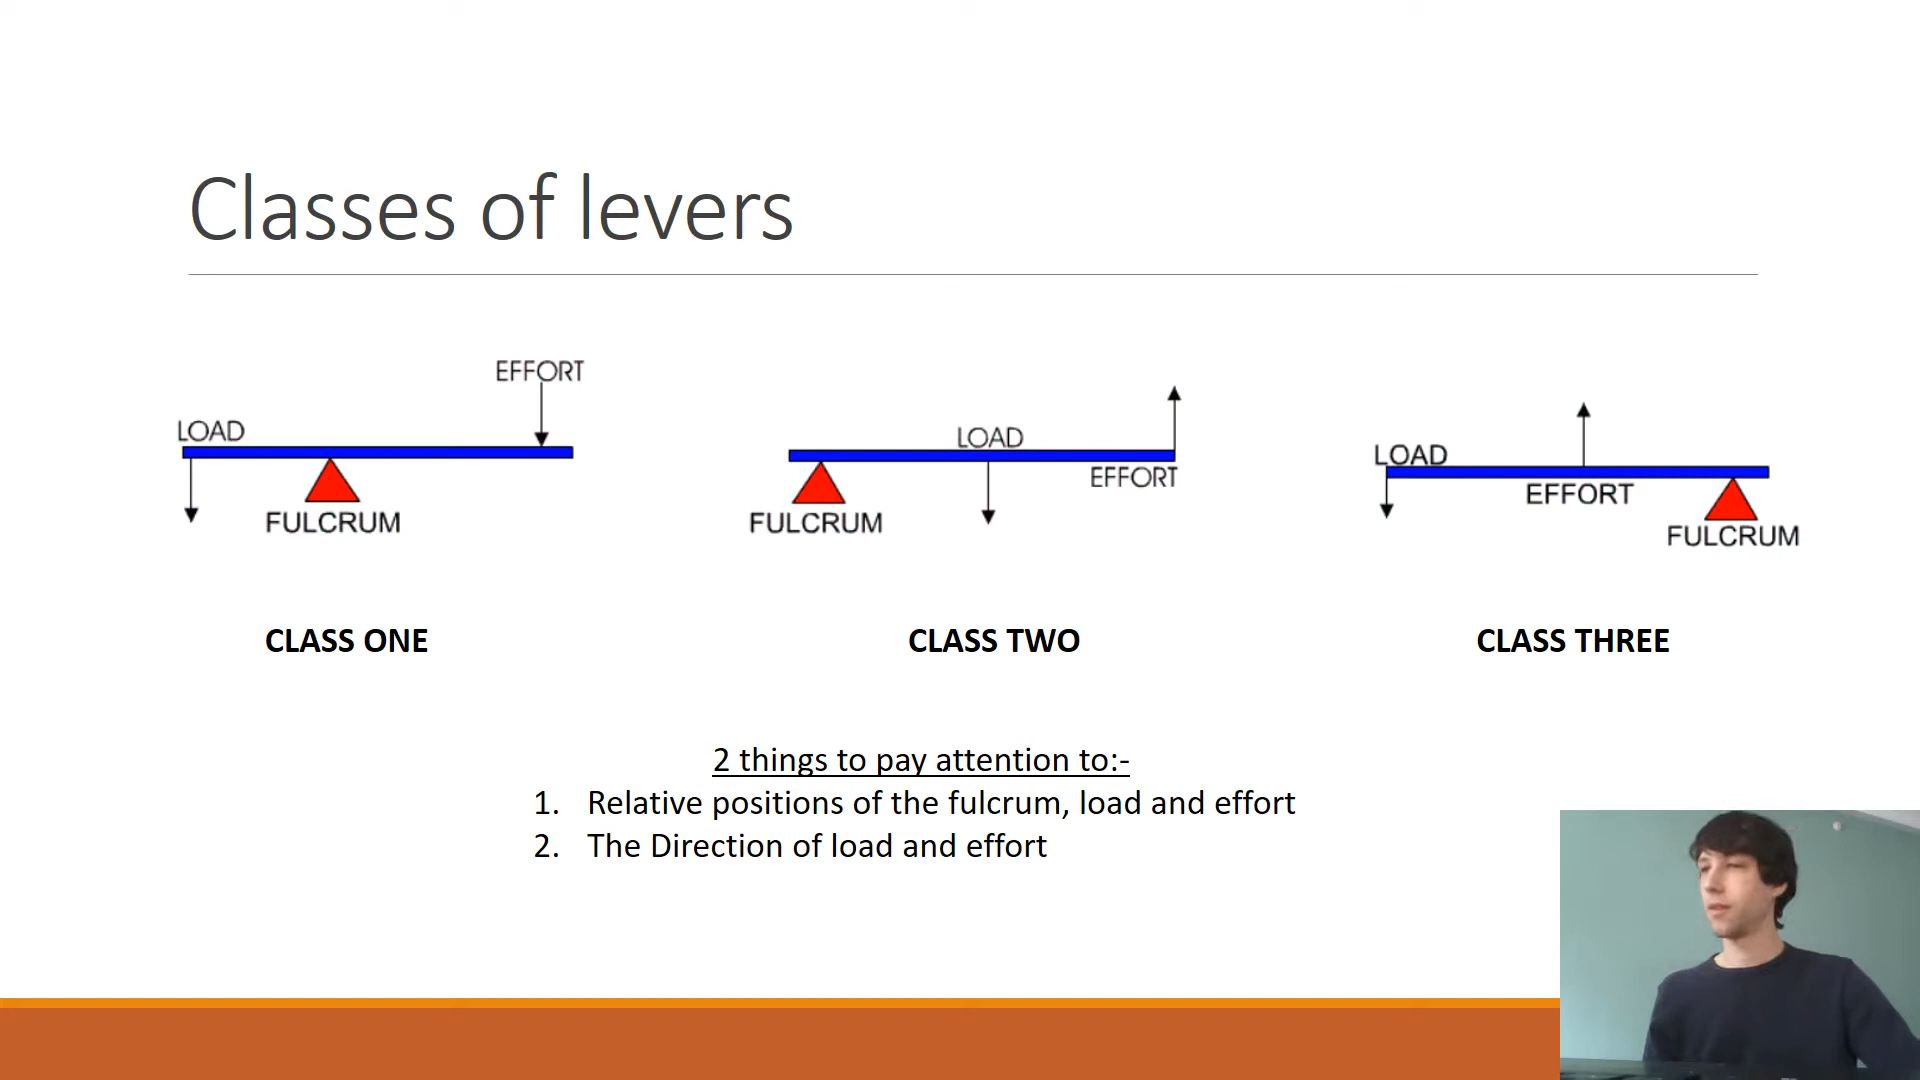 Classes of levers
EFFORT
LOAD
FULCRUM
LOAD
EFFORT
FULCRUM
LOAD
EFFORT
FULCRUM
CLASS ONE
CLASS TWO
CLASS THREE
2 things to pay attention to:-
1. Relative positions of the fulcrum, load and effort
2. The Direction of load and effort